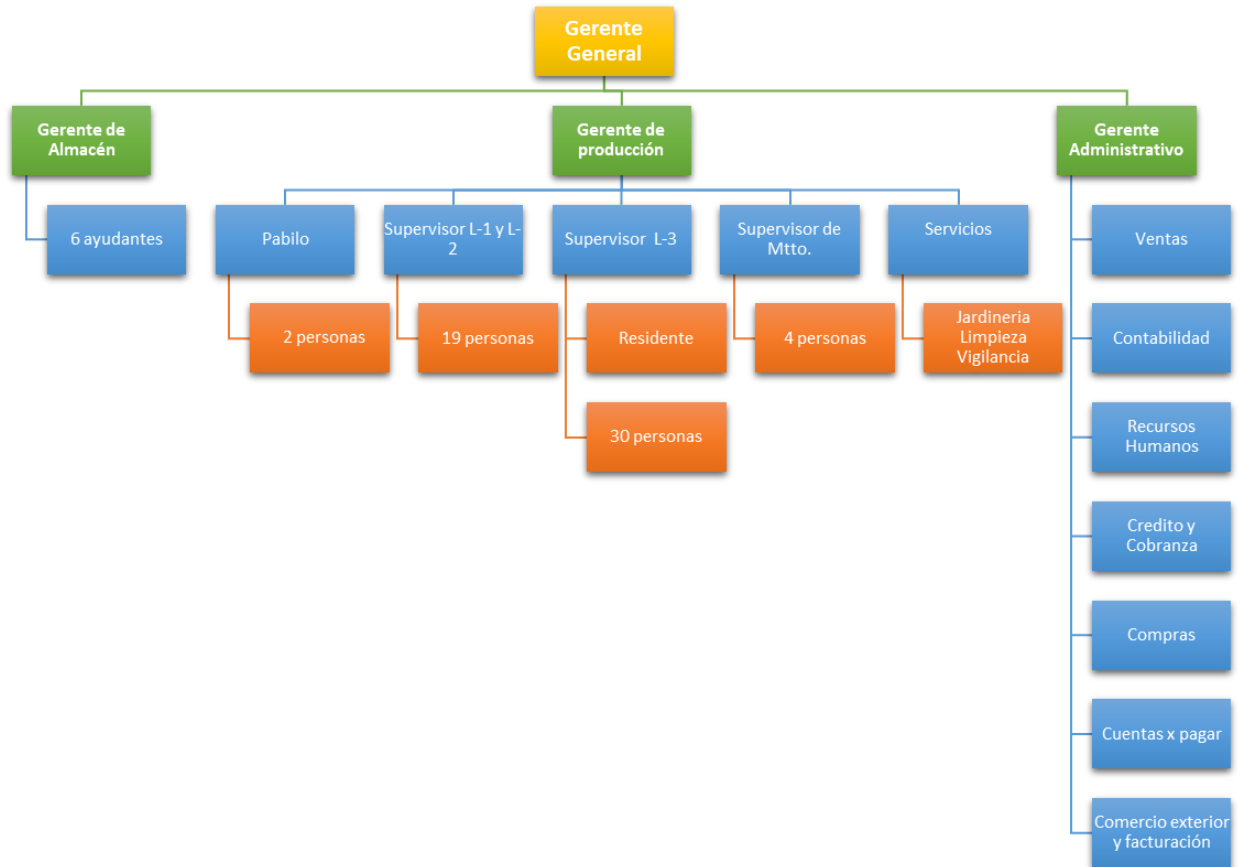 Gerente
General
Gerente de
Almacén
Gerente de
producción
Gerente
Administrativo
6 ayudantes
Pabilo
Supervisor L-1 y L-
2
Supervisor L-3
Supervisor de
Mtto.
Servicios
Ventas
2 personas
19 personas
Residente
4 personas
Jardineria
Limpieza
Vigilancia
Contabilidad
30 personas
Recursos
Humanos
Credito y
Cobranza
Compras
Cuentas x pagar
Comercio exterior
y facturación